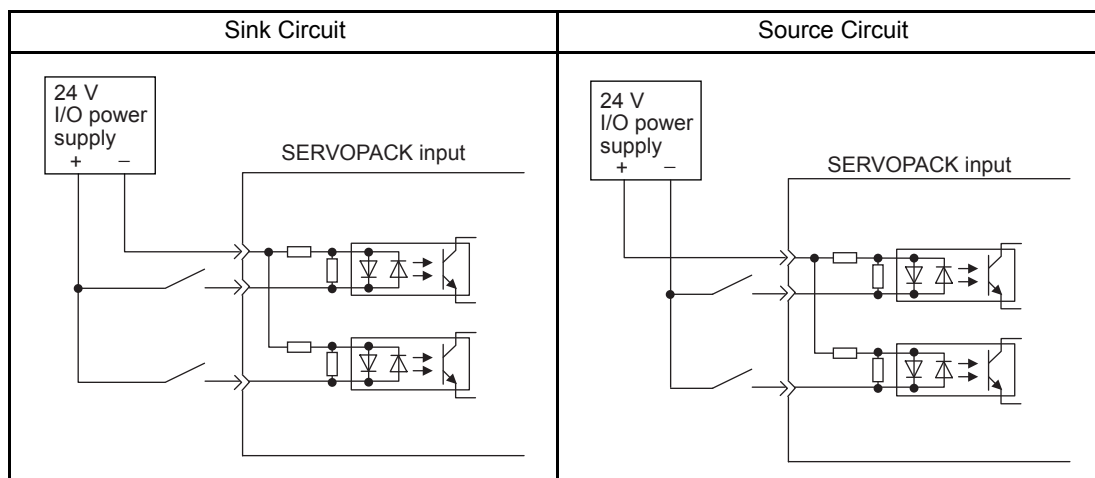 Sink Circuit
Source Circuit
24 V
I/O power
supply
+ −
SERVOPACK input
24 V
I/O power
supply
+ −
SERVOPACK input